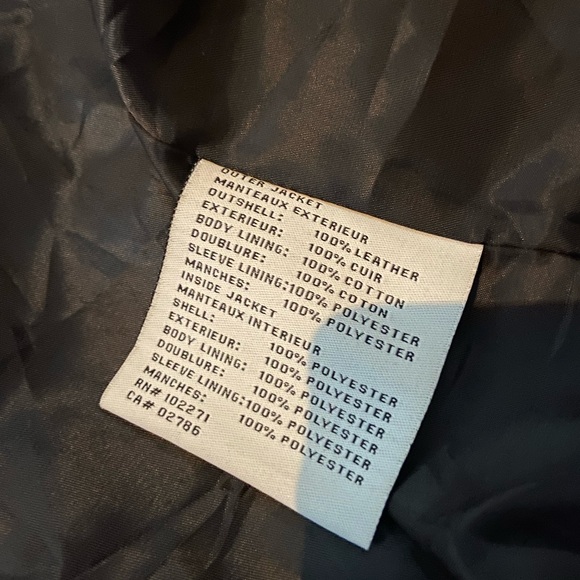 OUTER JACKET
MANTEAUX EXTERIEUR
OUTSHELL: 100% LEATHER
EXTERIEUR: 100% CUIR
BODY LINING: 100% COTTON
DOUBLURE: 100% COTON
SLEEVE LINING:100% POLYESTER
MANCHES: 100% POLYESTER
INSIDE JACKET
MANTEAUX INTERIEUR
SHELL: 100% POLYESTER
EXTERIEUR: 100% POLYESTER
BODY LINING: 100% POLYESTER
DOUBLURE: 100% POLYESTER
SLEEVE LINING:100% POLYESTER
MANCHES: 100% POLYESTER
RN# 102271
CA# 02786